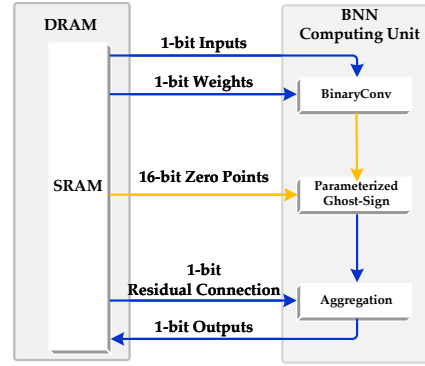 DRAM
BNN
Computing Unit
1-bit Inputs
1-bit Weights
BinaryConv
SRAM
16-bit Zero Points
Parameterized
Ghost-Sign
1-bit
Residual Connection
Aggregation
1-bit Outputs